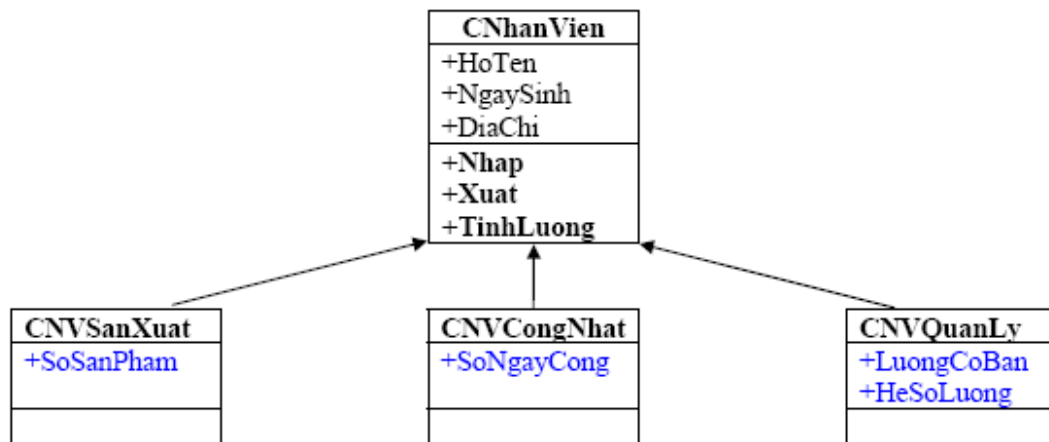 CNhanVien
+HoTen
+NgaySinh
+DiaChi
+Nhap
+Xuat
+TinhLuong
CNVSanXuat
+SoSanPham
CNVCongNhat
+SoNgayCong
CNVQuanLy
+LuongCoBan
+HeSoLuong